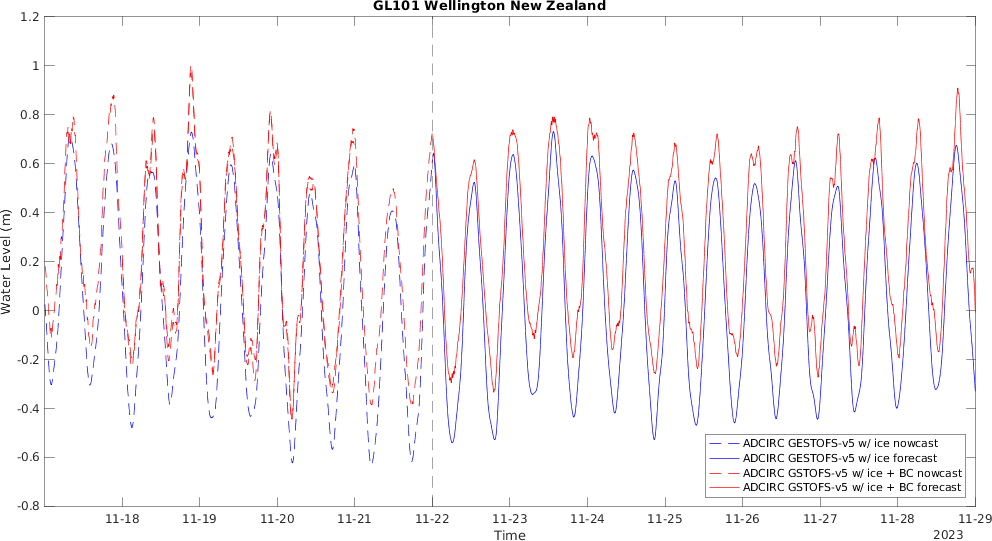 GL101 Wellington New Zealand
1.2
1
0.8
0.6
0.4
0.2
0
-0.2
-0.4
-0.6
-0.8
Water Level (m)
ADCIRC GESTOFS-v5 w/ ice nowcast
ADCIRC GESTOFS-v5 w/ ice forecast
ADCIRC GSTOFS-v5 w/ ice + BC nowcast
ADCIRC GSTOFS-v5 w/ ice + BC forecast
11-18 11-19 11-20 11-21 11-22 11-23 11-24 11-25 11-26 11-27 11-28 11-29
Time 2023